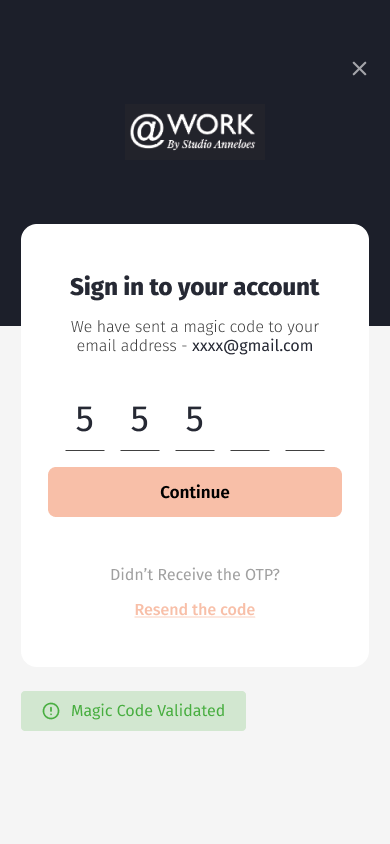 @WORK
By Studio Anneloes
Sign in to your account
We have sent a magic code to your
email address - xxxx@gmail.com
5 5 5
Continue
Didn’t Receive the OTP?
Resend the code
Magic Code Validated